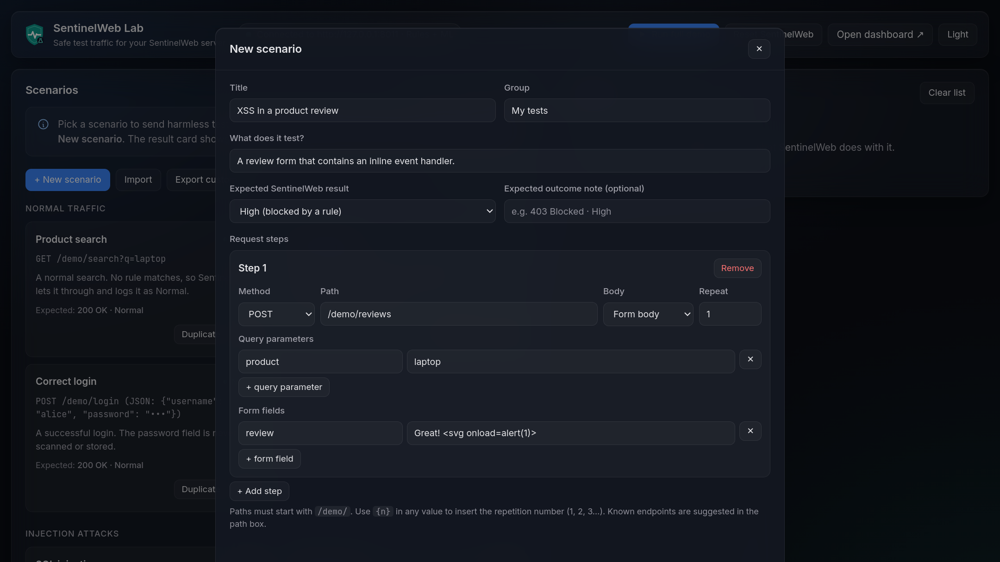 SentinelWeb Lab
Safe test traffic for your SentinelWeb serv
nelWeb
Open dashboard ↗
Light
New scenario
✕
Scenarios
Clear list
Pick a scenario to send harmless t
New scenario. The result card sho
entinelWeb does with it.
+ New scenario
Import
Export cu
Title
Group
XSS in a product review
My tests
What does it test?
A review form that contains an inline event handler.
Expected SentinelWeb result
Expected outcome note (optional)
High (blocked by a rule)
e.g. 403 Blocked · High
Request steps
Step 1
Remove
Method
Path
Body
Repeat
POST
/demo/reviews
Form body
1
Query parameters
product
laptop
✕
+ query parameter
Form fields
review
Great! <svg onload=alert(1)>
✕
+ form field
+ Add step
Paths must start with /demo/. Use {n} in any value to insert the repetition number (1, 2, 3...). Known endpoints are suggested in the
path box.
NORMAL TRAFFIC
Product search
GET /demo/search?q=laptop
A normal search. No rule matches, so Sent
lets it through and logs it as Normal.
Expected: 200 OK · Normal
Duplicat
Correct login
POST /demo/login (JSON: {"username"
"alice", "password": "•••"})
A successful login. The password field is n
scanned or stored.
Expected: 200 OK · Normal
Duplicat
INJECTION ATTACKS